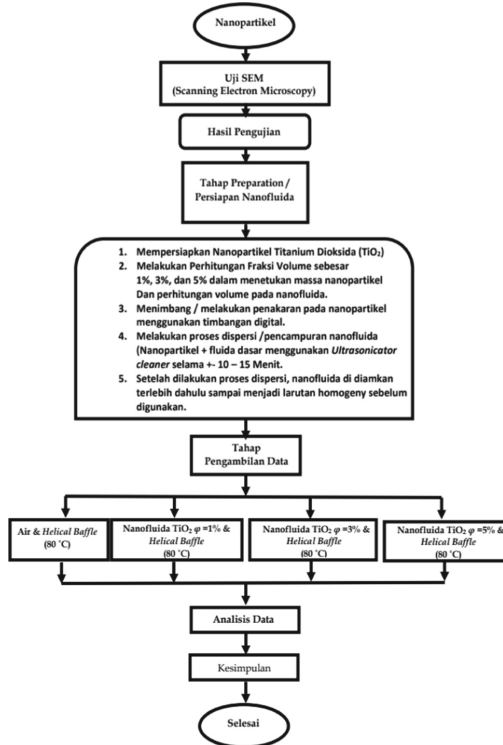 Nanopartikel
Uji SEM
(Scanning Electron Microscopy)
Hasil Pengujian
Tahap Preparation /
Persiapan Nanofluida
1. Mempersiapkan Nanopartikel Titanium Dioksida (TiO₂)
2. Melakukan Perhitungan Fraksi Volume sebesar
1%, 3%, dan 5% dalam menetukan massa nanopartikel
Dan perhitungan volume pada nanofluida.
3. Menimbang / melakukan penakaran pada nanopartikel
menggunakan timbangan digital.
4. Melakukan proses dispersi /pencampuran nanofluida
(Nanopartikel + fluida dasar menggunakan Ultrasonicator
cleaner selama +- 10 – 15 Menit.
5. Setelah dilakukan proses dispersi, nanofluida di diamkan
terlebih dahulu sampai menjadi larutan homogeny sebelum
digunakan.
Tahap
Pengambilan Data
Air & Helical Baffle
(80 ˚C)
Nanofluida TiO₂ φ =1% &
Helical Baffle
(80 ˚C)
Nanofluida TiO₂ φ =3% &
Helical Baffle
(80 ˚C)
Nanofluida TiO₂ φ =5% &
Helical Baffle
(80 ˚C)
Analisis Data
Kesimpulan
Selesai